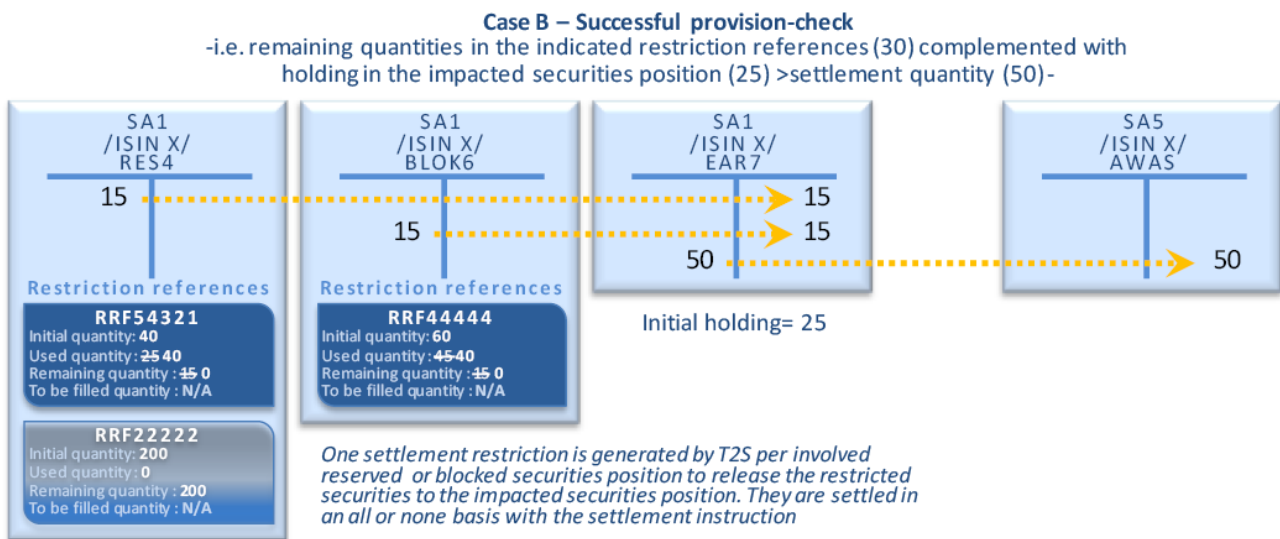 Case B – Successful provision-check
-i.e. remaining quantities in the indicated restriction references (30) complemented with
holding in the impacted securities position (25) >settlement quantity (50)-
SA1
/ISIN X/
RES4
15
Restriction references
RRF54321
Initial quantity: 40
Used quantity: 25 40
Remaining quantity : 15 0
To be filled quantity : N/A
RRF22222
Initial quantity: 200
Used quantity: 0
Remaining quantity : 200
To be filled quantity : N/A
SA1
/ISIN X/
BLOK6
15
Restriction references
RRF44444
Initial quantity: 60
Used quantity: 45 40
Remaining quantity : 15 0
To be filled quantity : N/A
SA1
/ISIN X/
EAR7
15
15
50
Initial holding= 25
SA5
/ISIN X/
AWAS
50
One settlement restriction is generated by T2S per involved
reserved or blocked securities position to release the restricted
securities to the impacted securities position. They are settled in
an all or none basis with the settlement instruction